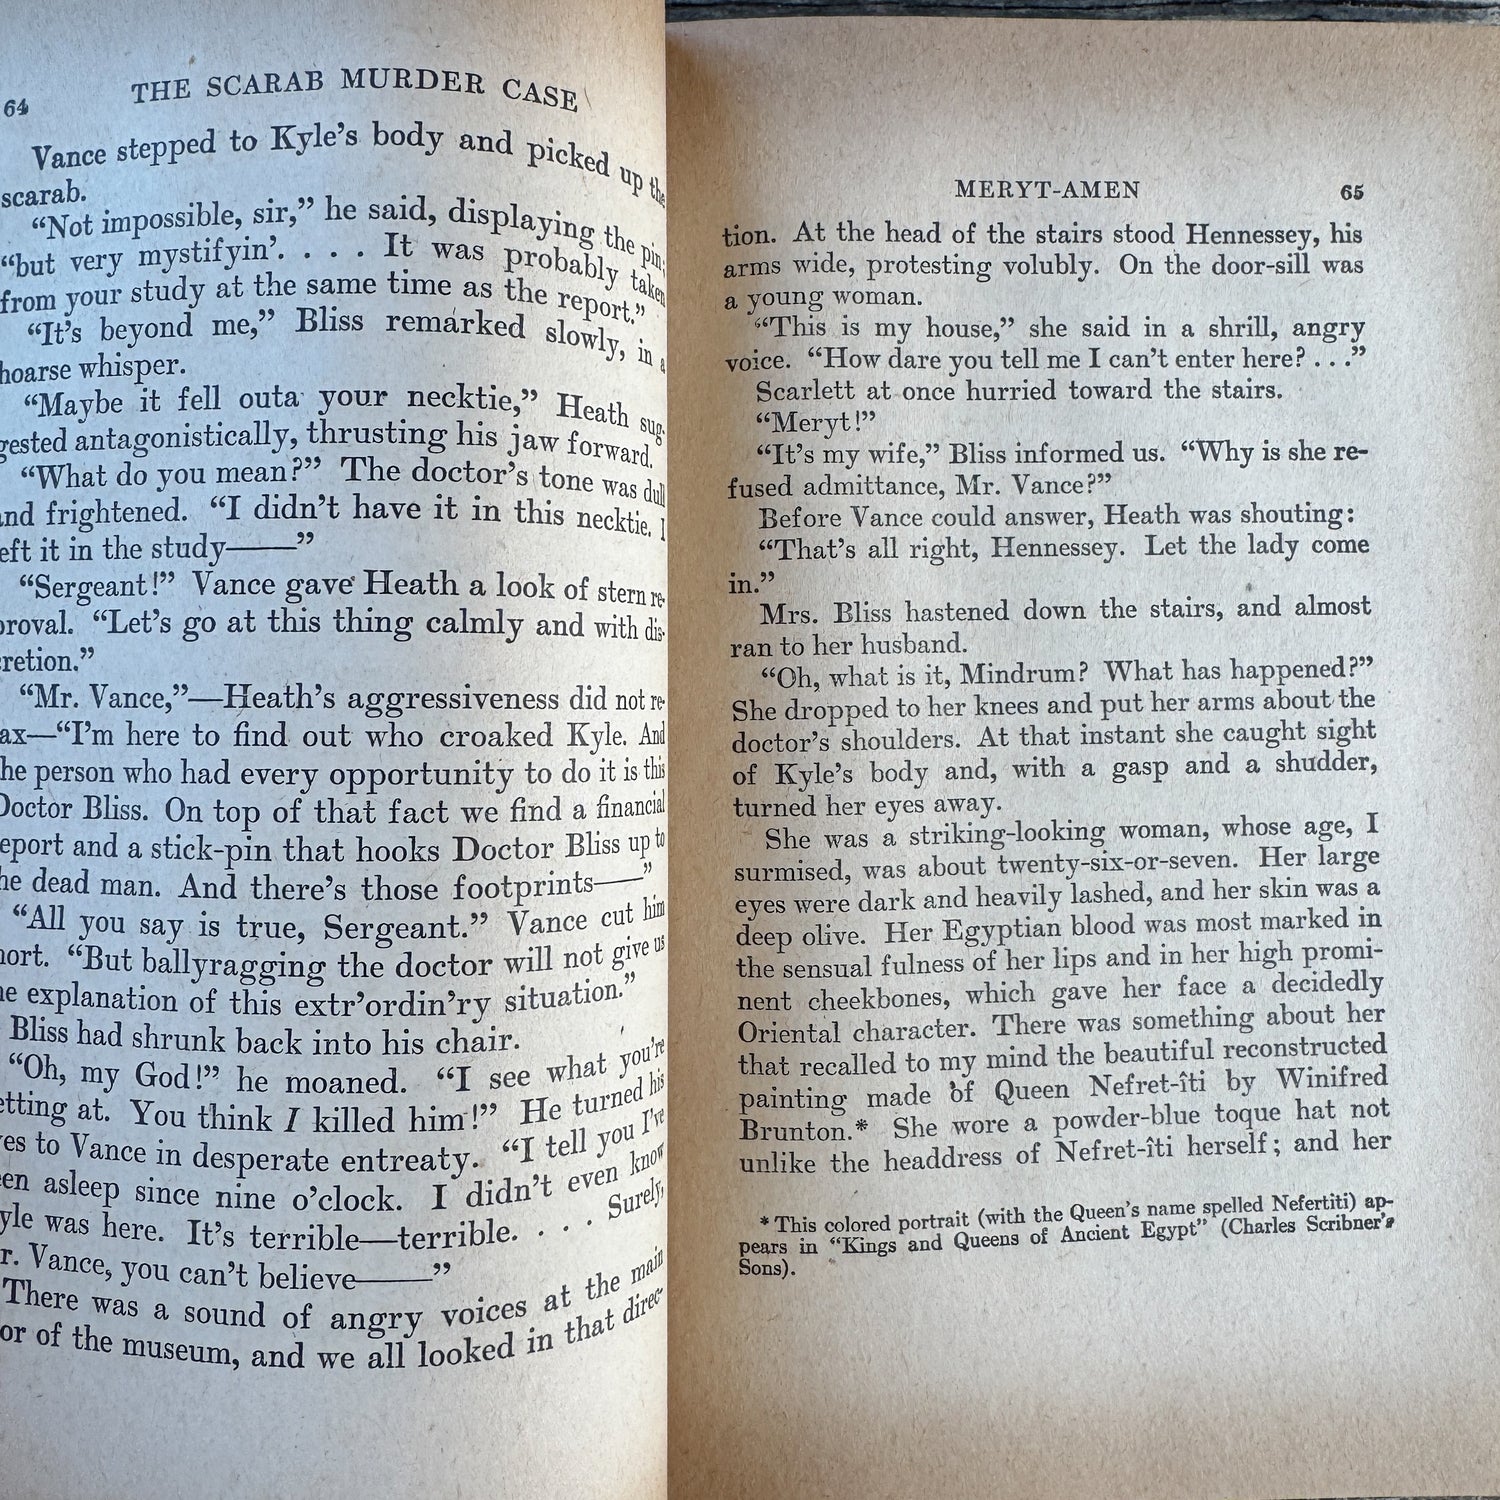 64
THE SCARAB MURDER CASE
Vance stepped to Kyle's body and picked up the
scarab.
“Not impossible, sir,” he said, displaying the pin;
“but very mystifyin'. . . . It was probably taken
from your study at the same time as the report.”
“It's beyond me,” Bliss remarked slowly, in a
hoarse whisper.
“Maybe it fell outa your necktie,” Heath sug-
gested antagonistically, thrusting his jaw forward.
“What do you mean?” The doctor's tone was dull
and frightened. “I didn't have it in this necktie. I
left it in the study——”
“Sergeant!” Vance gave Heath a look of stern re-
proval. “Let's go at this thing calmly and with dis-
cretion.”
“Mr. Vance,”—Heath's aggressiveness did not re-
ax—“I'm here to find out who croaked Kyle. And
he person who had every opportunity to do it is this
Doctor Bliss. On top of that fact we find a financial
eport and a stick-pin that hooks Doctor Bliss up to
he dead man. And there's those footprints——”
“All you say is true, Sergeant.” Vance cut him
hort. “But ballyragging the doctor will not give us
he explanation of this extr'ordin'ry situation.”
Bliss had shrunk back into his chair.
“Oh, my God!” he moaned. “I see what you're
etting at. You think I killed him!” He turned his
yes to Vance in desperate entreaty. “I tell you I've
een asleep since nine o'clock. I didn't even know
yle was here. It's terrible—terrible. . . . Surely,
r. Vance, you can't believe——”
There was a sound of angry voices at the main
or of the museum, and we all looked in that direc-
MERYT-AMEN
65
tion. At the head of the stairs stood Hennessey, his
arms wide, protesting volubly. On the door-sill was
a young woman.
“This is my house,” she said in a shrill, angry
voice. “How dare you tell me I can't enter here? . . .”
Scarlett at once hurried toward the stairs.
“Meryt!”
“It's my wife,” Bliss informed us. “Why is she re-
fused admittance, Mr. Vance?”
Before Vance could answer, Heath was shouting:
“That's all right, Hennessey. Let the lady come
in.”
Mrs. Bliss hastened down the stairs, and almost
ran to her husband.
“Oh, what is it, Mindrum? What has happened?”
She dropped to her knees and put her arms about the
doctor's shoulders. At that instant she caught sight
of Kyle's body and, with a gasp and a shudder,
turned her eyes away.
She was a striking-looking woman, whose age, I
surmised, was about twenty-six-or-seven. Her large
eyes were dark and heavily lashed, and her skin was a
deep olive. Her Egyptian blood was most marked in
the sensual fulness of her lips and in her high promi-
nent cheekbones, which gave her face a decidedly
Oriental character. There was something about her
that recalled to my mind the beautiful reconstructed
painting made of Queen Nefret-îti by Winifred
Brunton.* She wore a powder-blue toque hat not
unlike the headdress of Nefret-îti herself; and her
* This colored portrait (with the Queen's name spelled Nefertiti) ap-
pears in “Kings and Queens of Ancient Egypt” (Charles Scribner's
Sons).